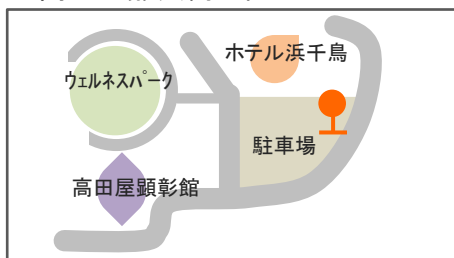 ホテル浜千鳥
ウェルネスパーク
駐車場
高田屋顕彰館